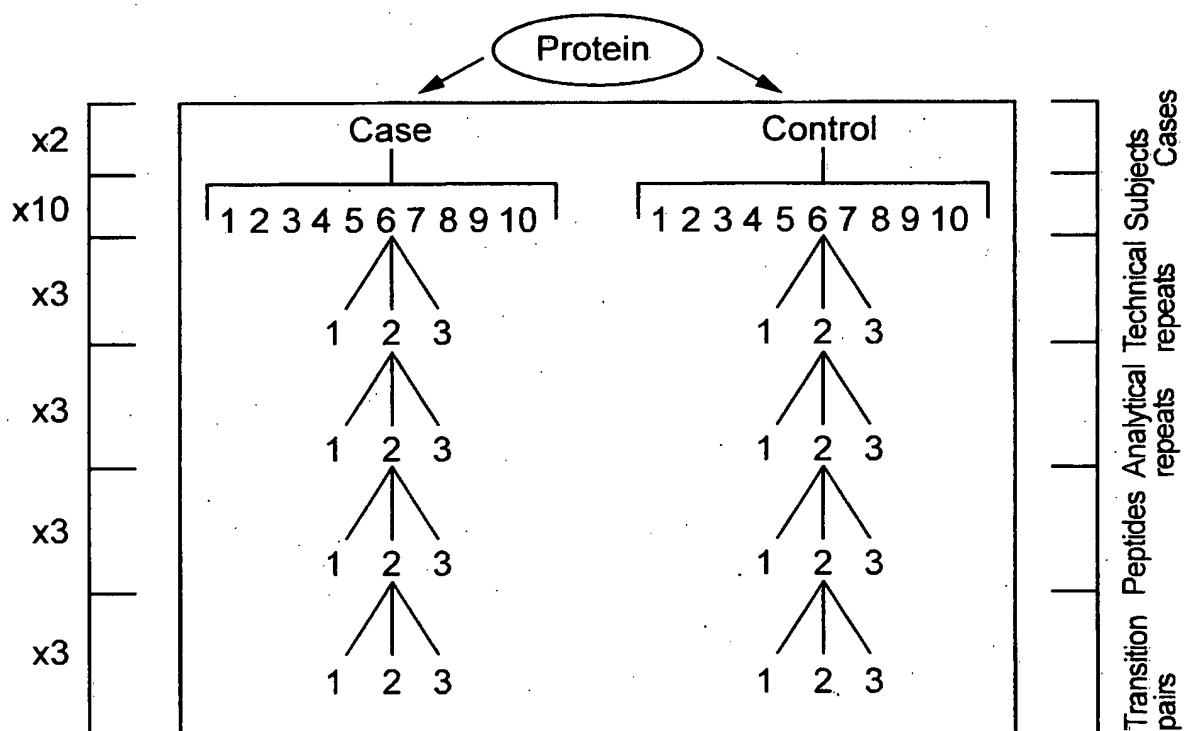 Protein
x2
Case
Control
Cases
x10
1 2 3 4 5 6 7 8 9 10
1 2 3 4 5 6 7 8 9 10
Subjects
x3
1 2 3
1 2 3
Technical
repeats
x3
1 2 3
1 2 3
Analytical
repeats
x3
1 2 3
1 2 3
Peptides
x3
1 2 3
1 2 3
Transition
pairs